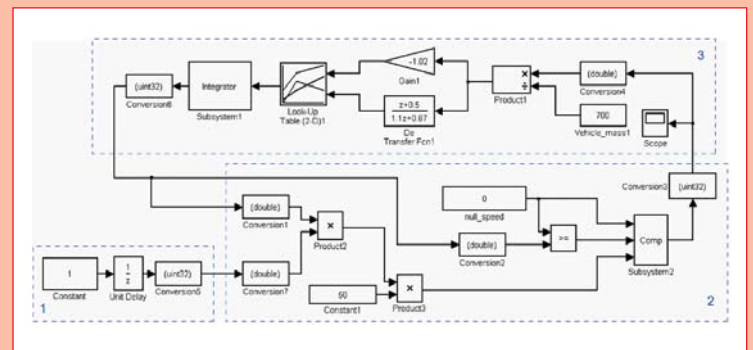 3
(uint32)
Conversion8
Integrator
Subsystem1
Look-Up
Table (2-D)1
-1.02
Gain1
z+0.5
1.1z+0.87
De
Transfer Fcn1
×
÷
Product1
(double)
Conversion4
700
Vehicle_mass1
Scope
(double)
Conversion1
×
Product2
0
null_speed
Conversion3
(uint32)
(double)
Conversion2
>=
Comp
Subsystem2
1
Constant
1
z
Unit Delay
(uint32)
Conversion5
(double)
Conversion7
50
Constant1
×
Product3
1
2